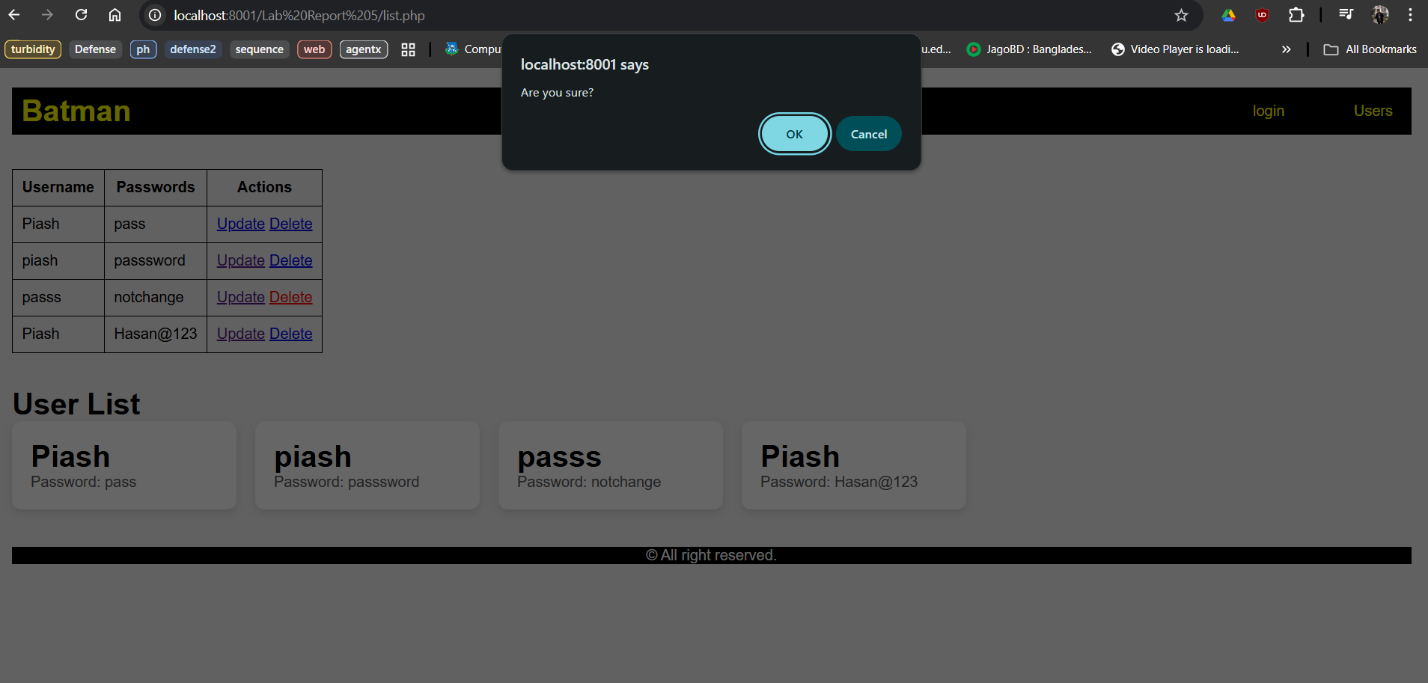 localhost:8001/Lab%20Report%205/list.php
turbidity Defense ph defense2 sequence web agentx Compu u.ed... JagoBD : Banglades... Video Player is loadi... » All Bookmarks
localhost:8001 says
Are you sure?
OK Cancel
Batman login Users
Username Passwords Actions
Piash pass Update Delete
piash passsword Update Delete
passs notchange Update Delete
Piash Hasan@123 Update Delete
User List
Piash piash passs Piash
Password: pass Password: passsword Password: notchange Password: Hasan@123
© All right reserved.